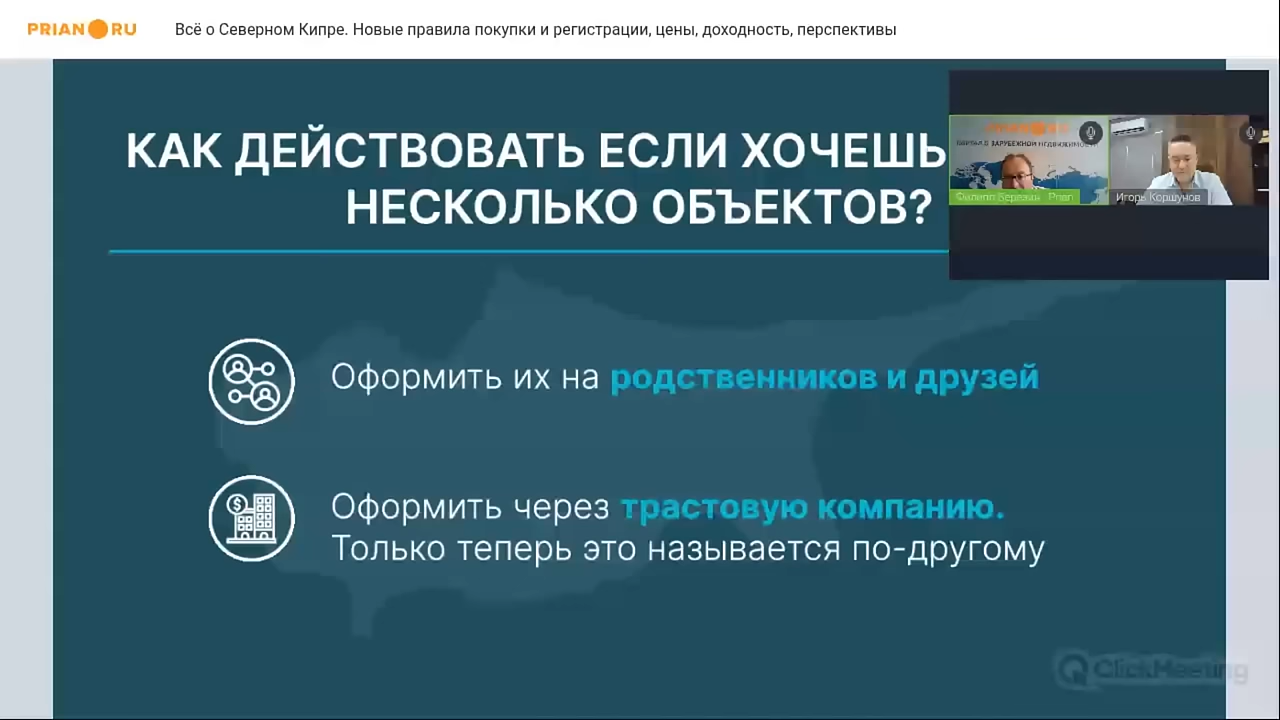 PRIAN RU
Всё о Северном Кипре. Новые правила покупки и регистрации, цены, доходность, перспективы
КАК ДЕЙСТВОВАТЬ ЕСЛИ ХОЧЕШЬ
НЕСКОЛЬКО ОБЪЕКТОВ?
ЗАРУБЕЖНОЙ НЕДВИЖИМОСТИ
Филипп Березин Prian
Игорь Коршунов
Оформить их на родственников и друзей
Оформить через трастовую компанию.
Только теперь это называется по-другому
ClickMeeting